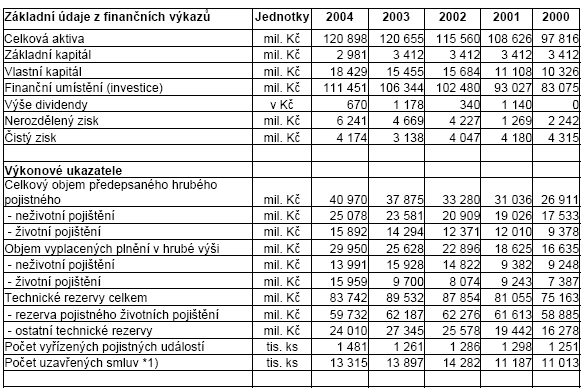 Základní údaje z finančních výkazů Jednotky 2004 2003 2002 2001 2000
Celková aktiva mil. Kč 120 898 120 655 115 560 108 626 97 816
Základní kapitál mil. Kč 2 981 3 412 3 412 3 412 3 412
Vlastní kapitál mil. Kč 18 429 15 455 15 684 11 108 10 326
Finanční umístění (investice) mil. Kč 111 451 106 344 102 480 93 027 83 075
Výše dividendy v Kč 670 1 178 340 1 140 0
Nerozdělený zisk mil. Kč 6 241 4 669 4 227 1 269 2 242
Čistý zisk mil. Kč 4 174 3 138 4 047 4 180 4 315
Výkonové ukazatele
Celkový objem předepsaného hrubého
pojistného mil. Kč 40 970 37 875 33 280 31 036 26 911
- neživotní pojištění mil. Kč 25 078 23 581 20 909 19 026 17 533
- životní pojištění mil. Kč 15 892 14 294 12 371 12 010 9 378
Objem vyplacených plnění v hrubé výši mil. Kč 29 950 25 628 22 896 18 625 16 635
- neživotní pojištění mil. Kč 13 991 15 928 14 822 9 382 9 248
- životní pojištění mil. Kč 15 959 9 700 8 074 9 243 7 387
Technické rezervy celkem mil. Kč 83 742 89 532 87 854 81 055 75 163
- rezerva pojistného životních pojištění mil. Kč 59 732 62 187 62 276 61 613 58 885
- ostatní technické rezervy mil. Kč 24 010 27 345 25 578 19 442 16 278
Počet vyřízených pojistných událostí tis. ks 1 481 1 261 1 286 1 298 1 251
Počet uzavřených smluv *1) tis. ks 13 315 13 897 14 282 11 187 11 013